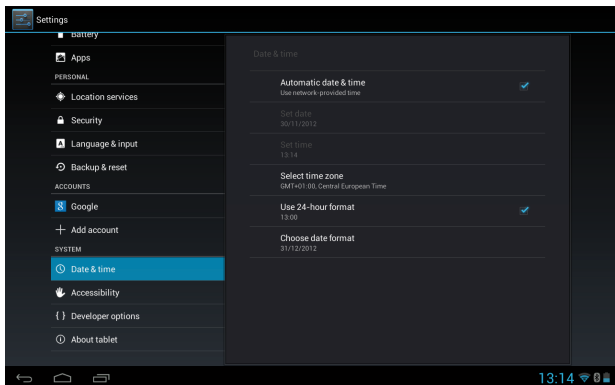 Settings
Battery
Apps
PERSONAL
Location services
Security
Language & input
Backup & reset
ACCOUNTS
Google
Add account
SYSTEM
Date & time
Accessibility
Developer options
About tablet
Date & time
Automatic date & time
Use network-provided time
Set date
30/11/2012
Set time
13:14
Select time zone
GMT+01:00, Central European Time
Use 24-hour format
13:00
Choose date format
31/12/2012
13:14